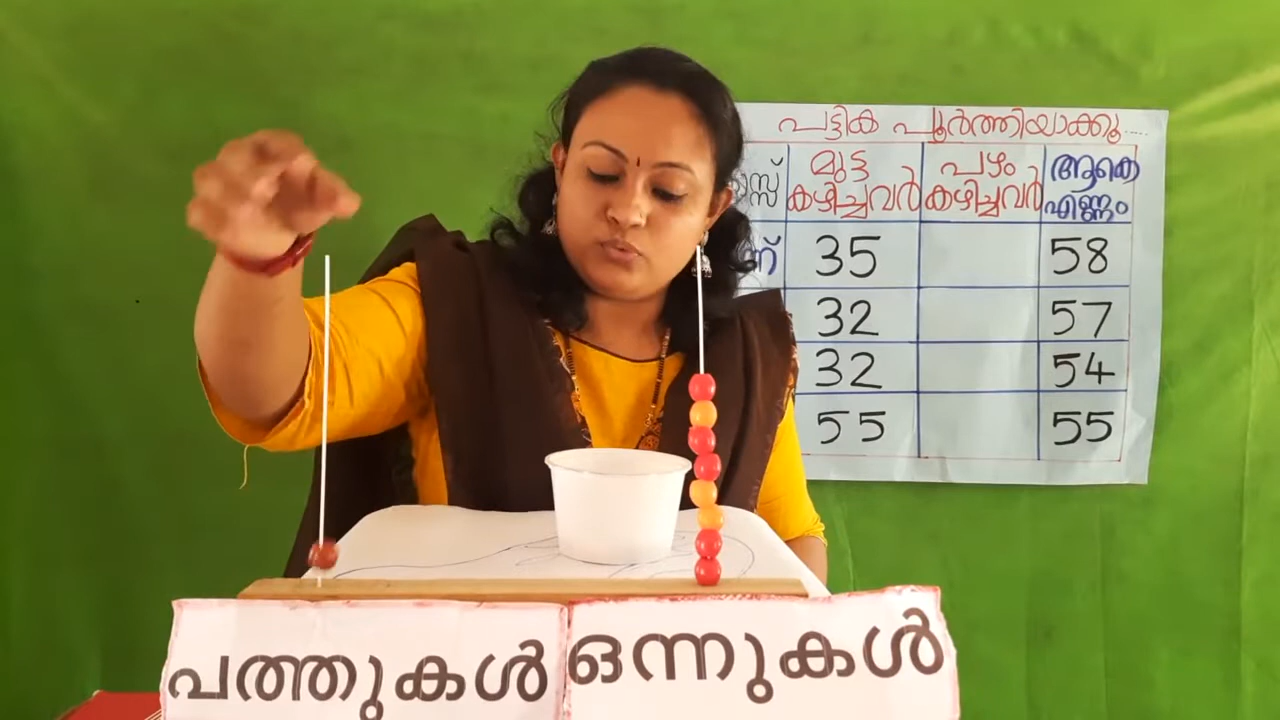 പട്ടിക പൂർത്തിയാക്കൂ.....
മുട്ട കഴിച്ചവർ പഴം കഴിച്ചവർ ആകെ എണ്ണം
35 58
32 57
32 54
55 55
പത്തുകൾ ഒന്നുകൾ